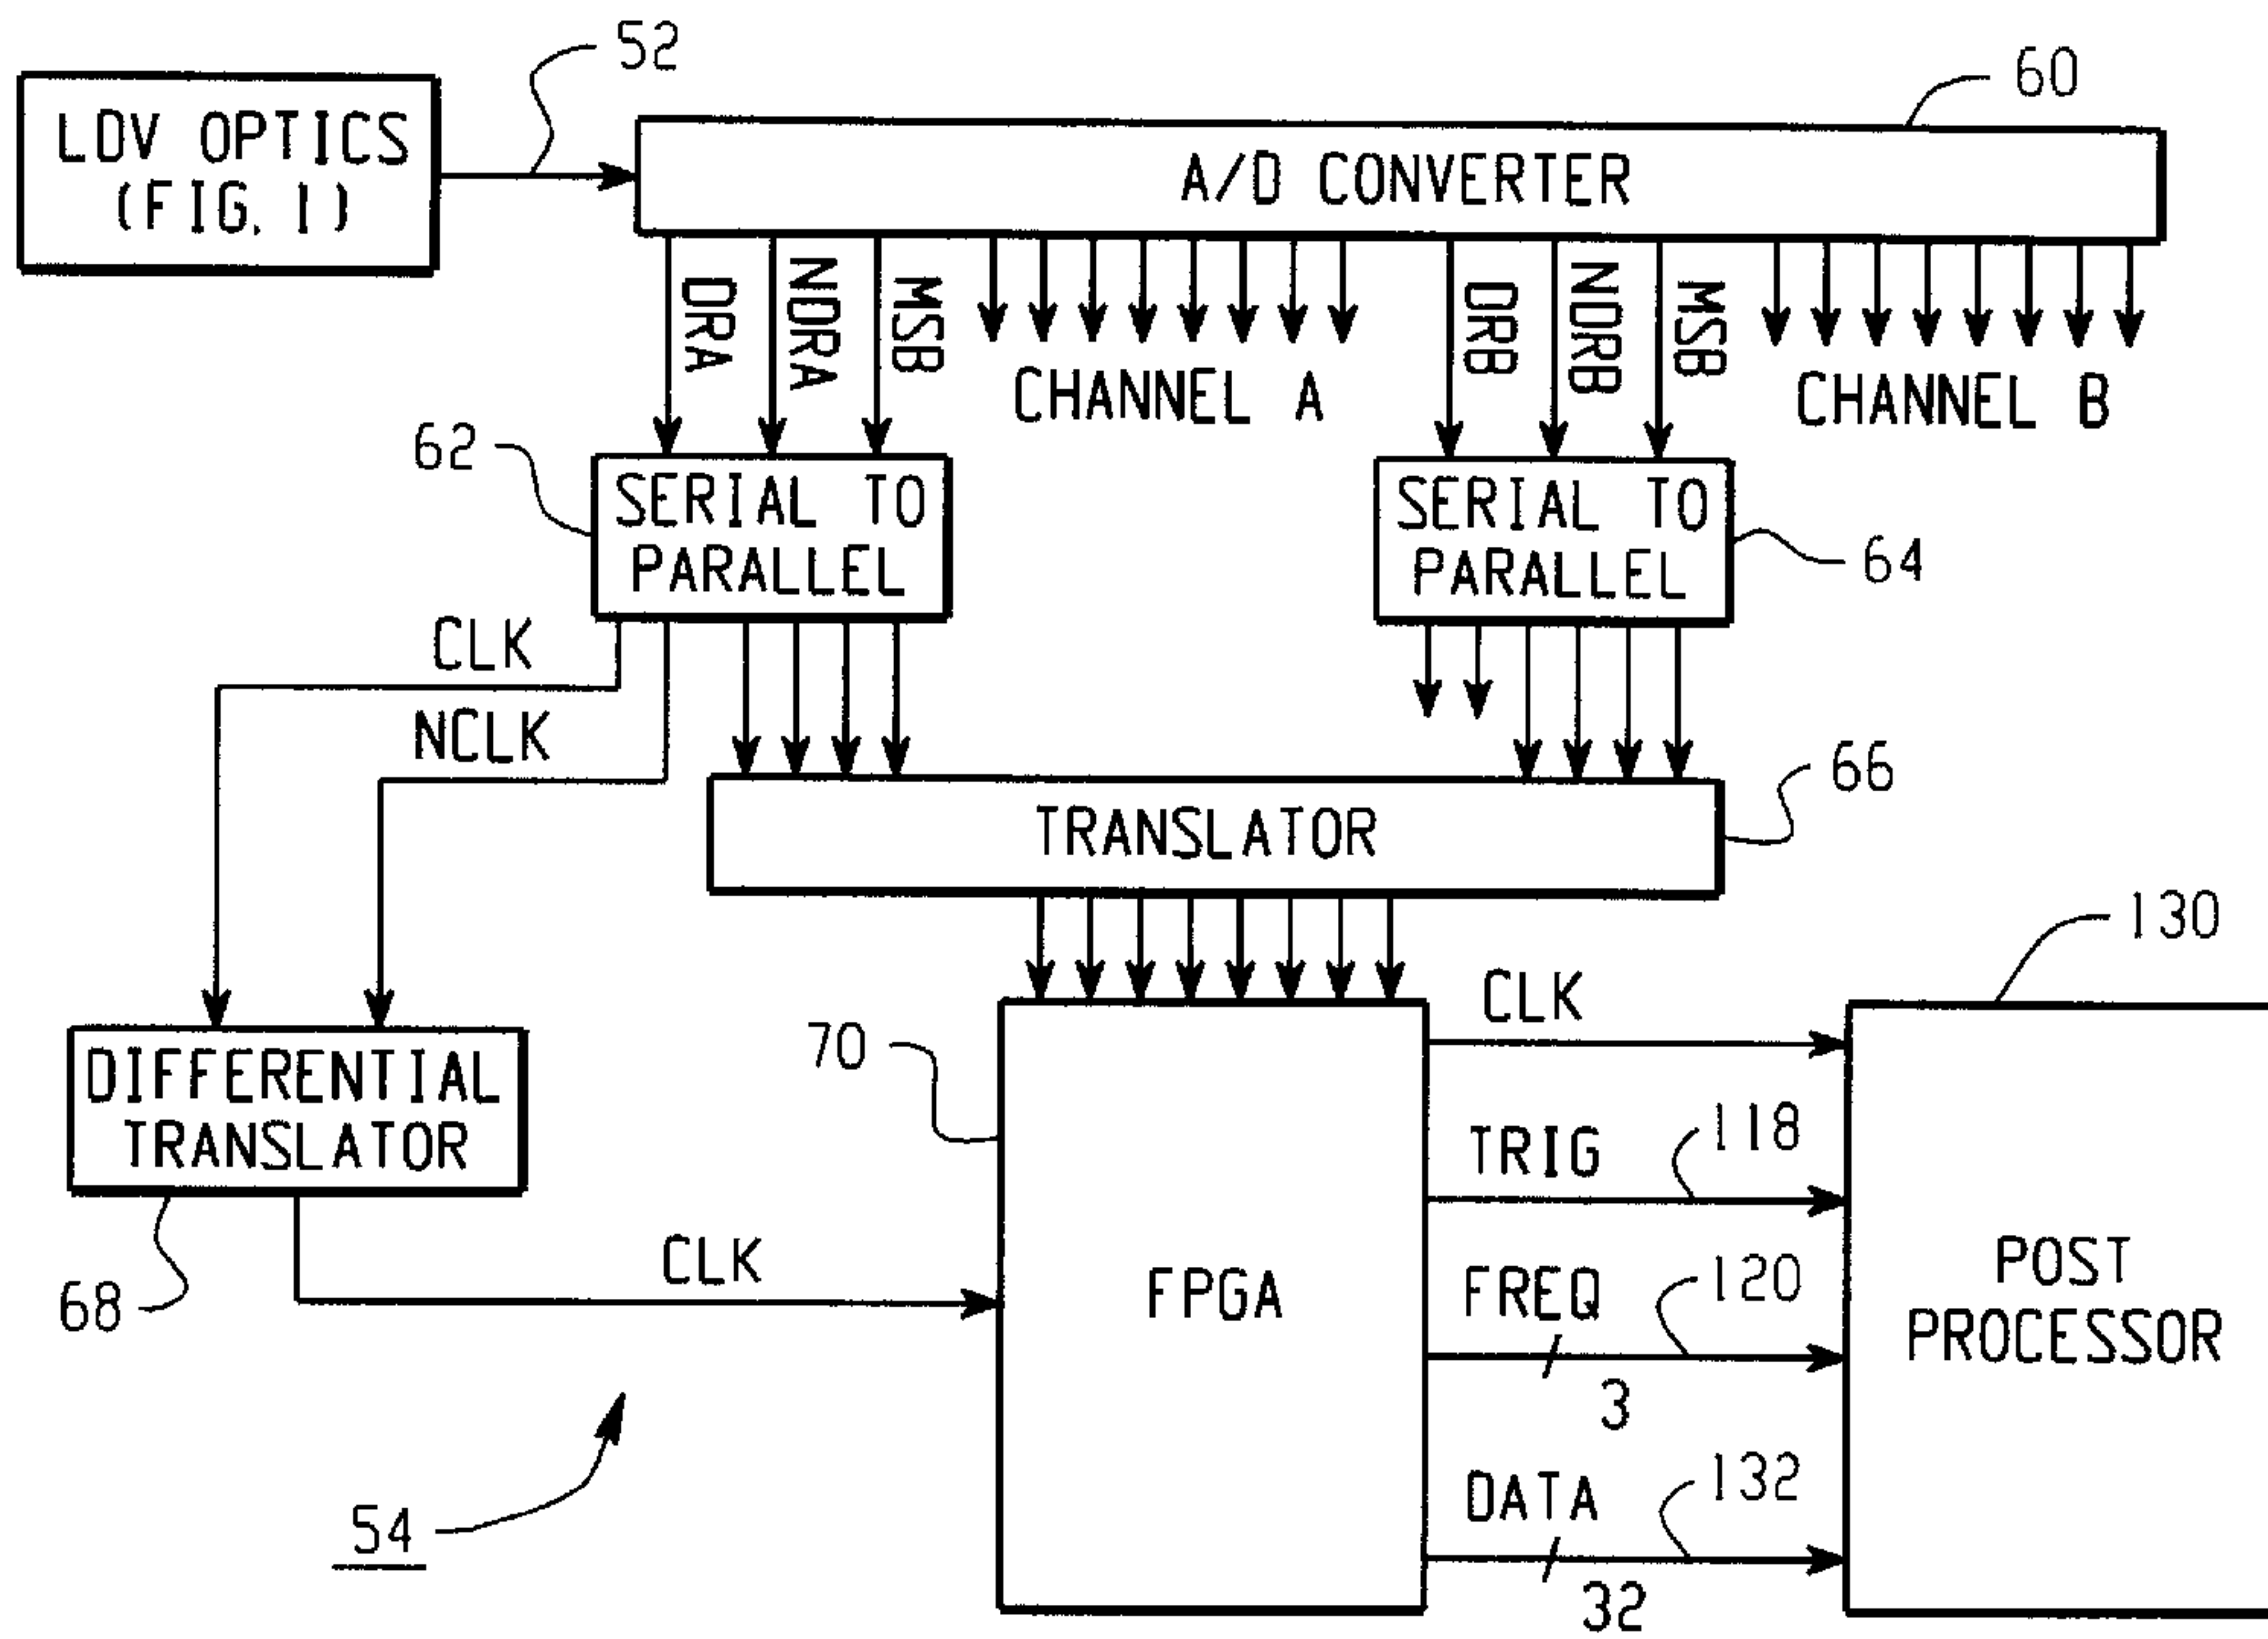 52
60
LDV OPTICS
(FIG. 1)
A/D CONVERTER
DRA
NDRA
MSB
CHANNEL A
DRB
NDRB
MSB
CHANNEL B
62
SERIAL TO
PARALLEL
SERIAL TO
PARALLEL
64
CLK
NCLK
66
TRANSLATOR
130
CLK
70
DIFFERENTIAL
TRANSLATOR
TRIG
118
CLK
FPGA
FREQ
120
3
POST
PROCESSOR
68
DATA
132
32
54